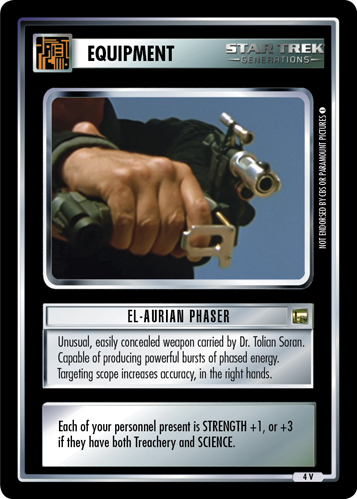 EQUIPMENT
STAR TREK
GENERATIONS
NOT ENDORSED BY CBS OR PARAMOUNT PICTURES
EL-AURIAN PHASER
Unusual, easily concealed weapon carried by Dr. Tolian Soran.
Capable of producing powerful bursts of phased energy.
Targeting scope increases accuracy, in the right hands.
Each of your personnel present is STRENGTH +1, or +3
if they have both Treachery and SCIENCE.
4 V